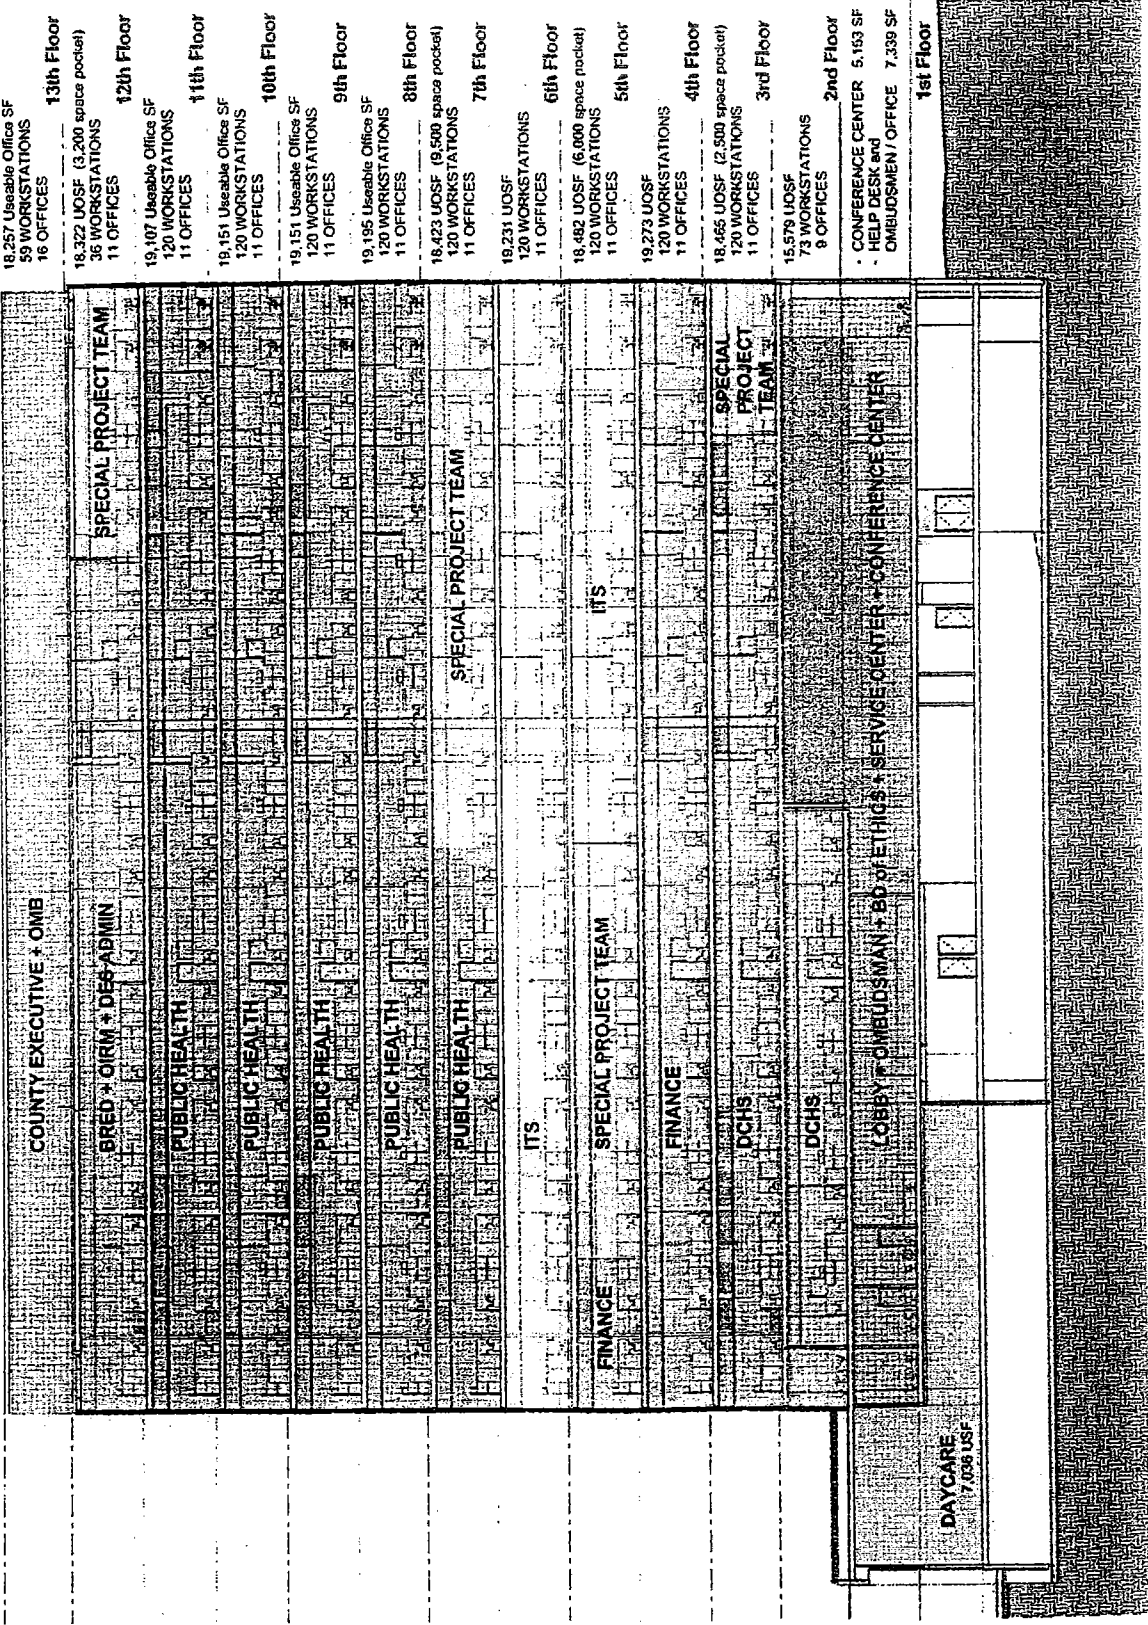 COUNTY EXECUTIVE + OMB
18,257 Useable Office SF
59 WORKSTATIONS
16 OFFICES
13th Floor
BRED + OIRM + DES-ADMIN
SPECIAL PROJECT TEAM
18,322 UOSF (3,200 space pocket)
36 WORKSTATIONS
11 OFFICES
12th Floor
PUBLIC HEALTH
19,107 Useable Office SF
120 WORKSTATIONS
11 OFFICES
11th Floor
PUBLIC HEALTH
19,151 Useable Office SF
120 WORKSTATIONS
11 OFFICES
10th Floor
PUBLIC HEALTH
19,151 Useable Office SF
120 WORKSTATIONS
11 OFFICES
9th Floor
PUBLIC HEALTH
19,195 Useable Office SF
120 WORKSTATIONS
11 OFFICES
8th Floor
PUBLIC HEALTH
SPECIAL PROJECT TEAM
18,423 UOSF (9,500 space pocket)
120 WORKSTATIONS
11 OFFICES
7th Floor
ITS
19,231 UOSF
120 WORKSTATIONS
11 OFFICES
6th Floor
FINANCE
SPECIAL PROJECT TEAM
ITS
18,482 UOSF (6,000 space pocket)
120 WORKSTATIONS
11 OFFICES
5th Floor
FINANCE
19,273 UOSF
120 WORKSTATIONS
11 OFFICES
4th Floor
DCHS
SPECIAL
PROJECT
TEAM
18,465 UOSF (2,500 space pocket)
120 WORKSTATIONS
11 OFFICES
3rd Floor
DCHS
15,579 UOSF
73 WORKSTATIONS
9 OFFICES
2nd Floor
LOBBY + OMBUDSMAN + BD of ETHICS + SERVICE CENTER + CONFERENCE CENTER
- CONFERENCE CENTER 5,153 SF
- HELP DESK and
OMBUDSMEN / OFFICE 7,339 SF
1st Floor
DAYCARE
7,036 USF